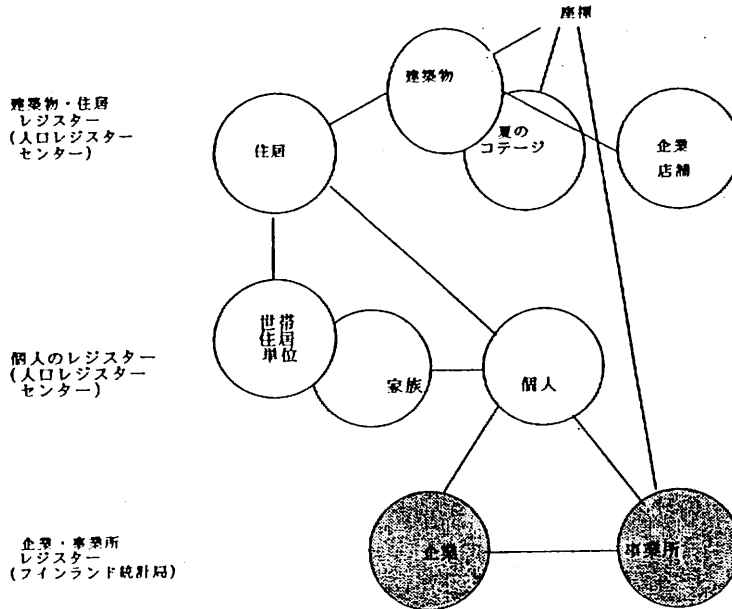 座標
建築物
建築物・住居
レジスター
(人口レジスター
センター)
住居
夏の
コテージ
企業
店舗
世帯
住居
単位
個人のレジスター
(人口レジスター
センター)
家族
個人
企業・事業所
レジスター
(フインランド統計局)
企業
事業所